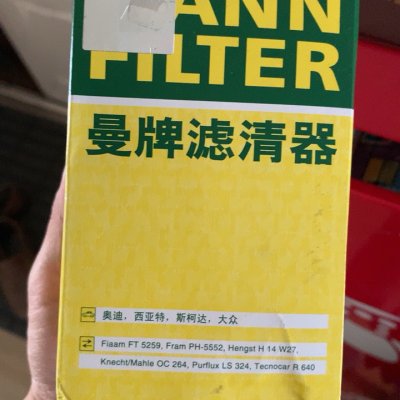 MANN
FILTER
曼牌滤清器
奥迪，西亚特，斯柯达，大众
Fiaam FT 5259, Fram PH-5552, Hengst H 14 W27,
Knecht/Mahle OC 264, Purflux LS 324, Tecnocar R 640